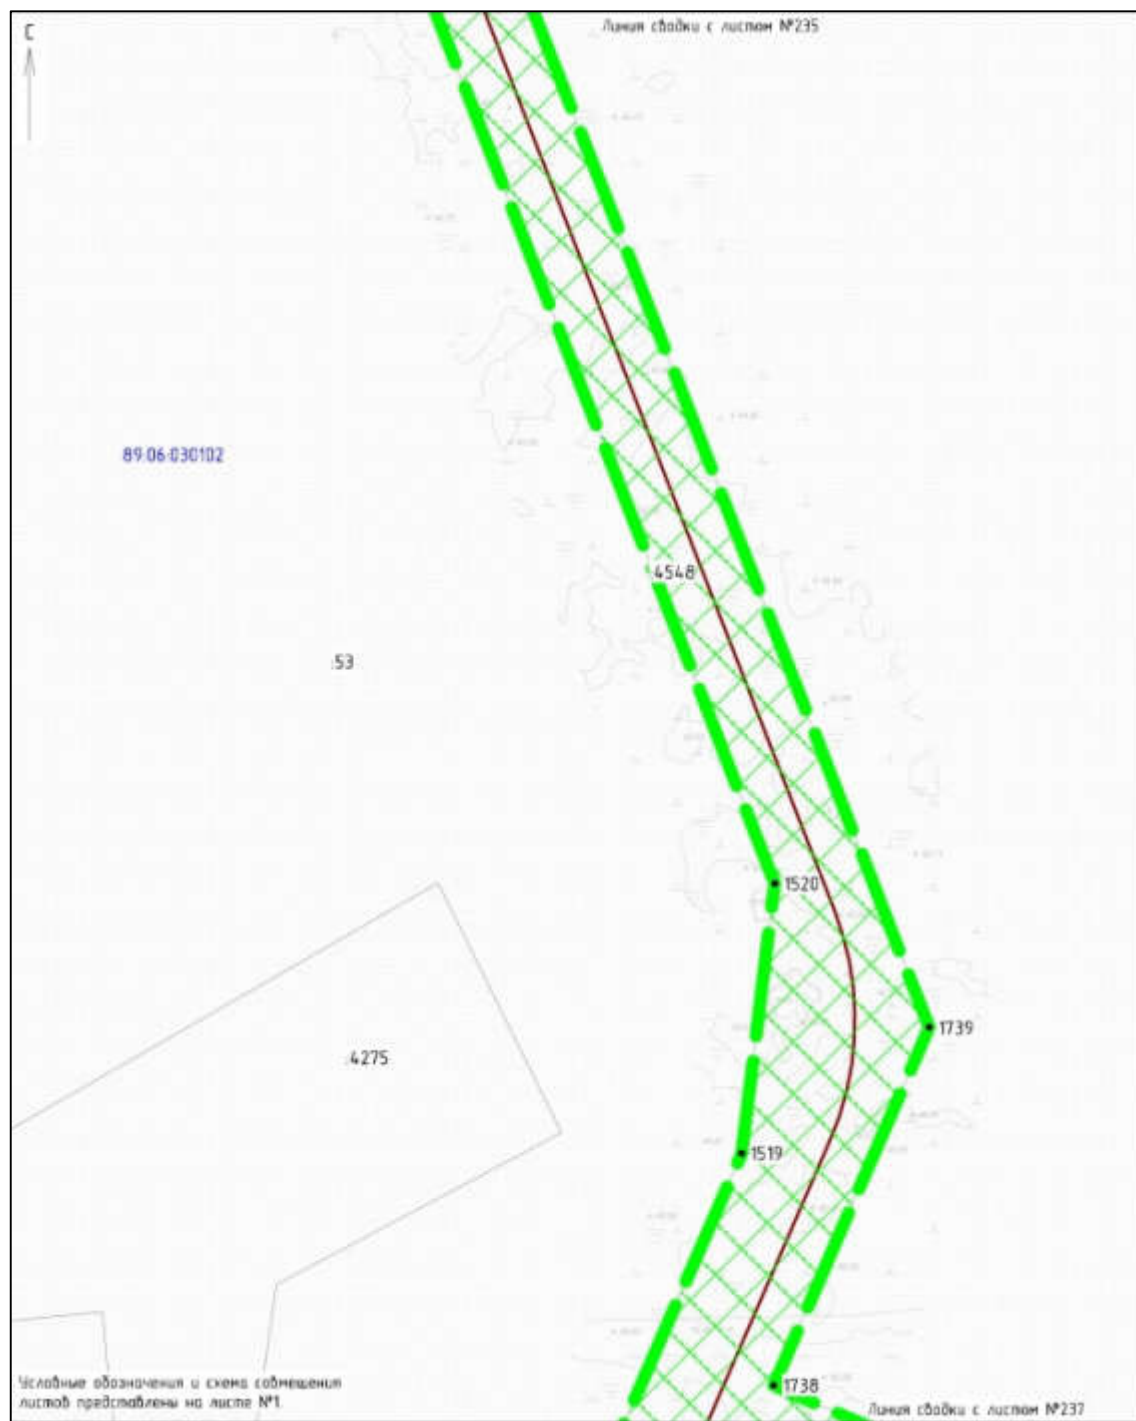 С
Линия сводки с листом №235
89:06:030102
4548
:53
1520
1739
:4275
1519
1738
Условные обозначения и схема совмещения
листов представлены на листе №1.
Линия сводки с листом №237